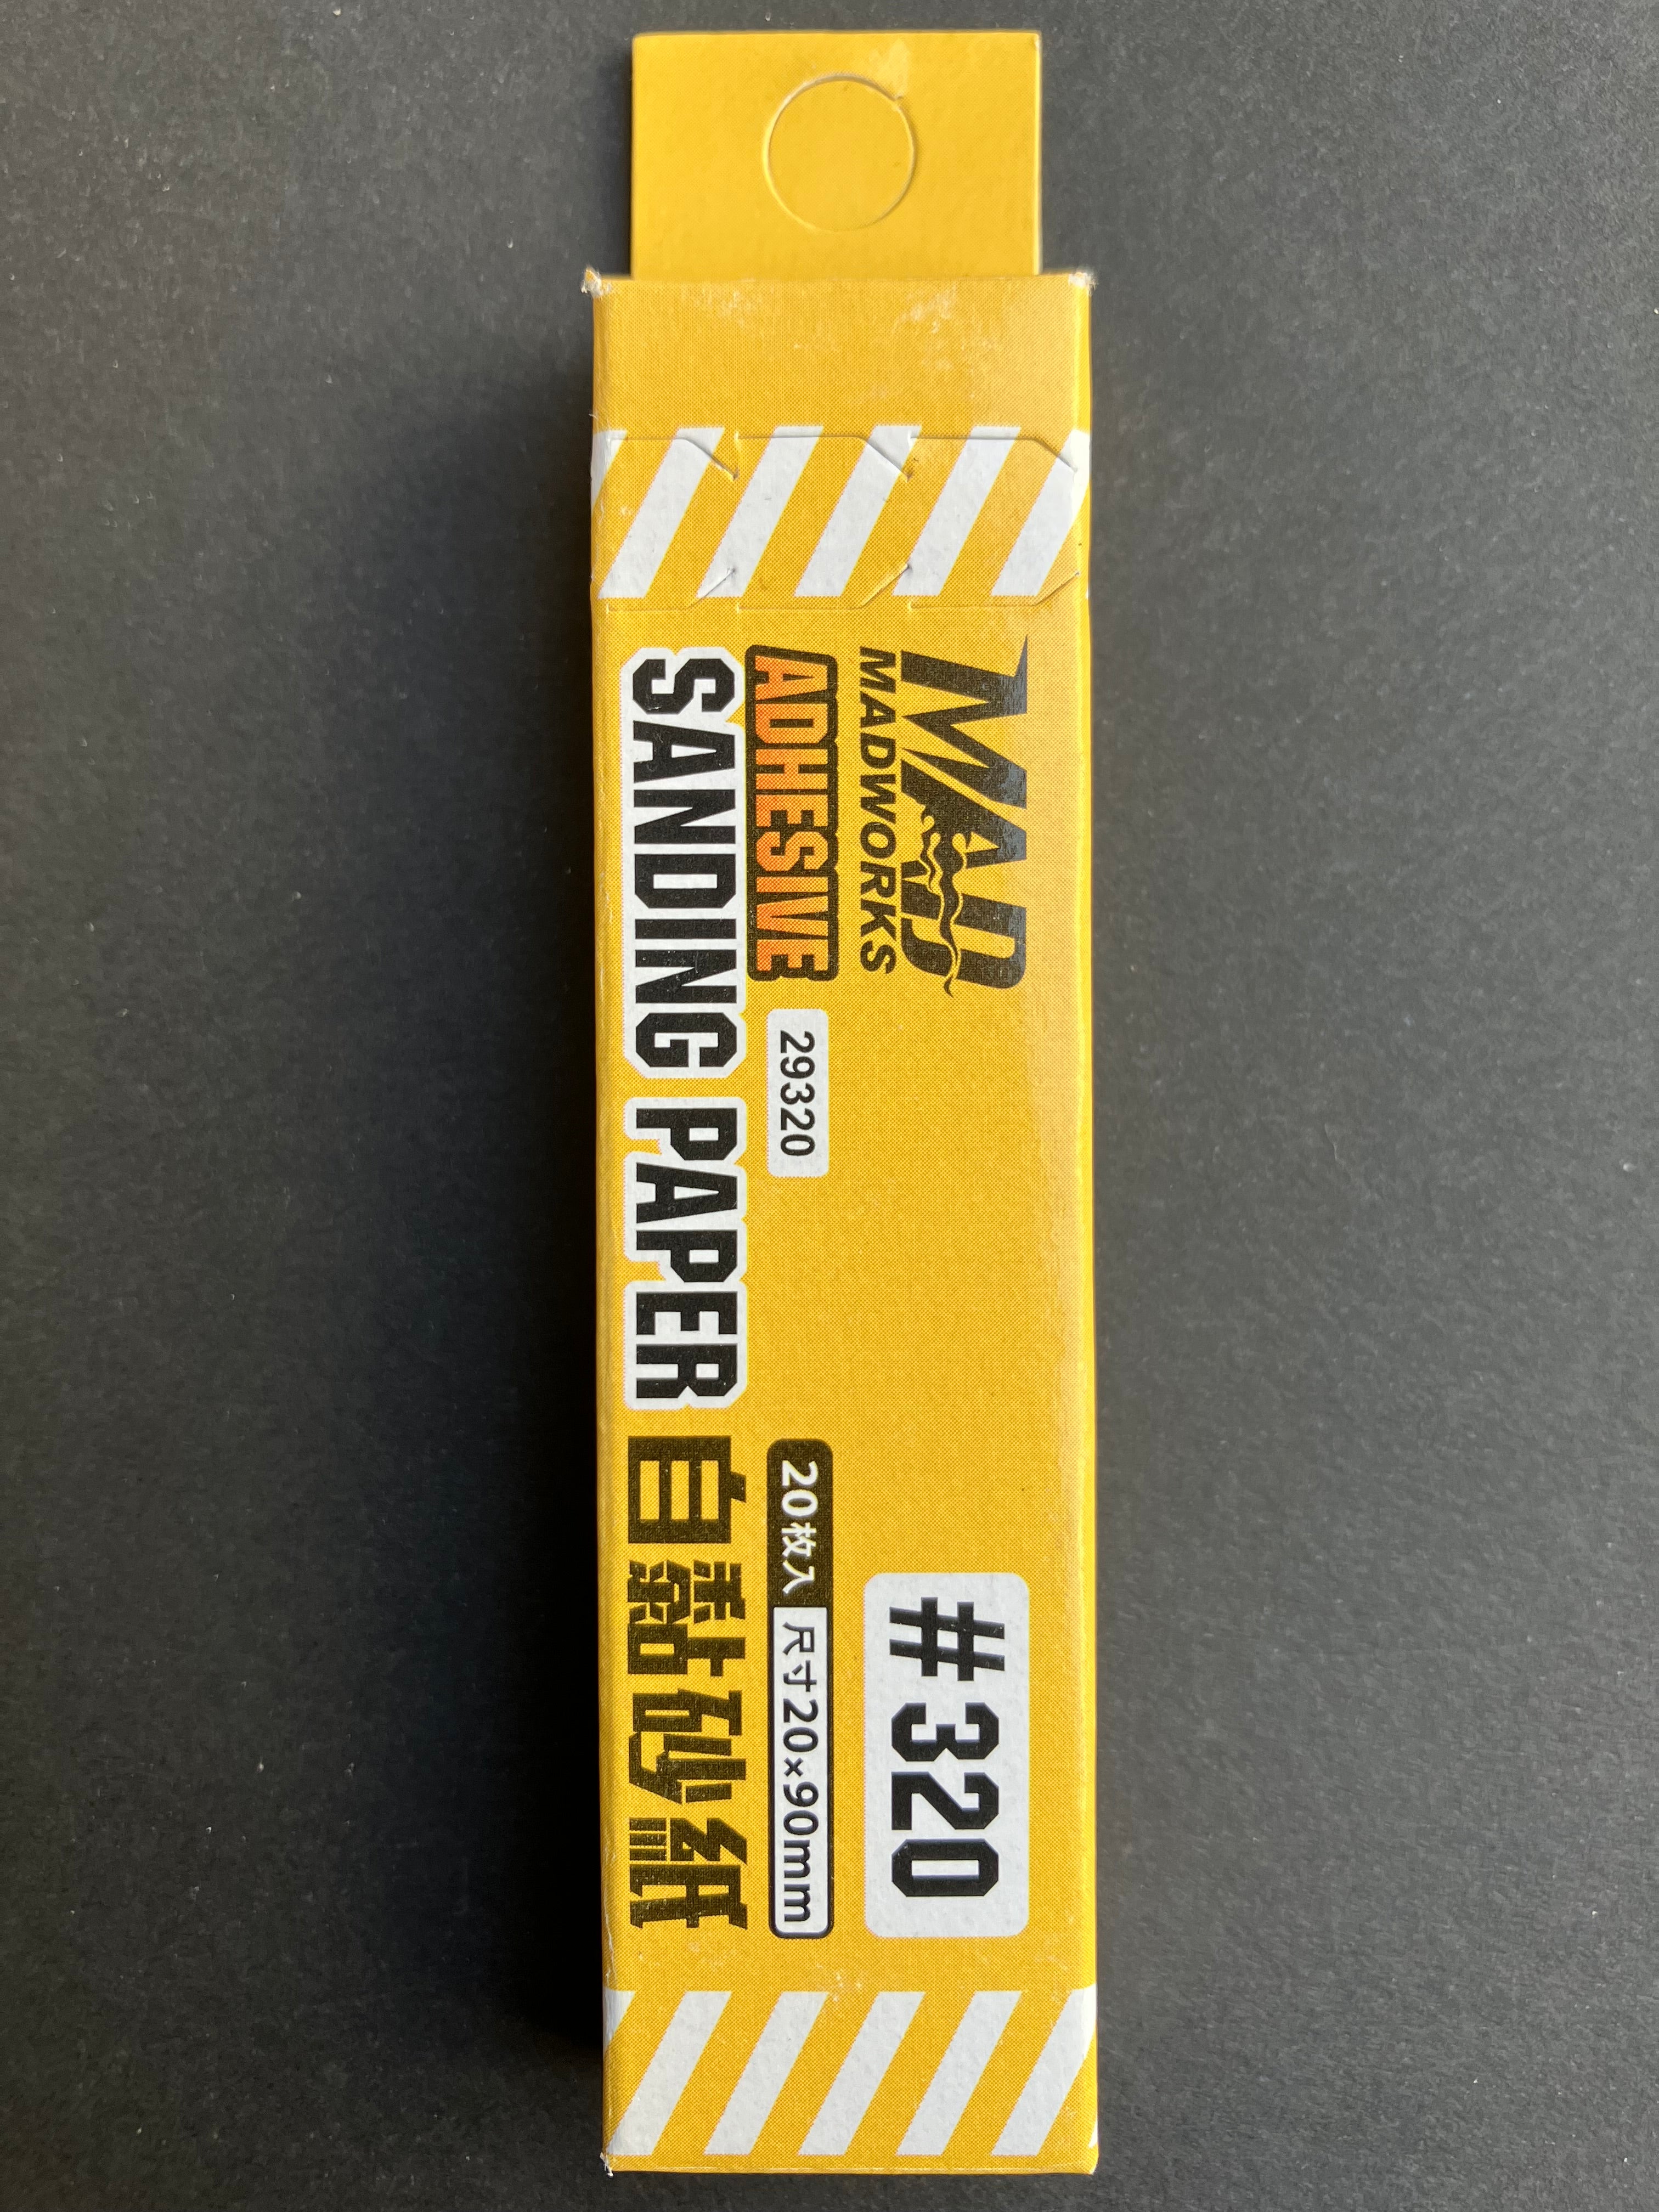 MAD
MADWORKS
#320
ADHESIVE
29320
20枚入
尺寸20×90mm
SANDING PAPER
自黏砂紙